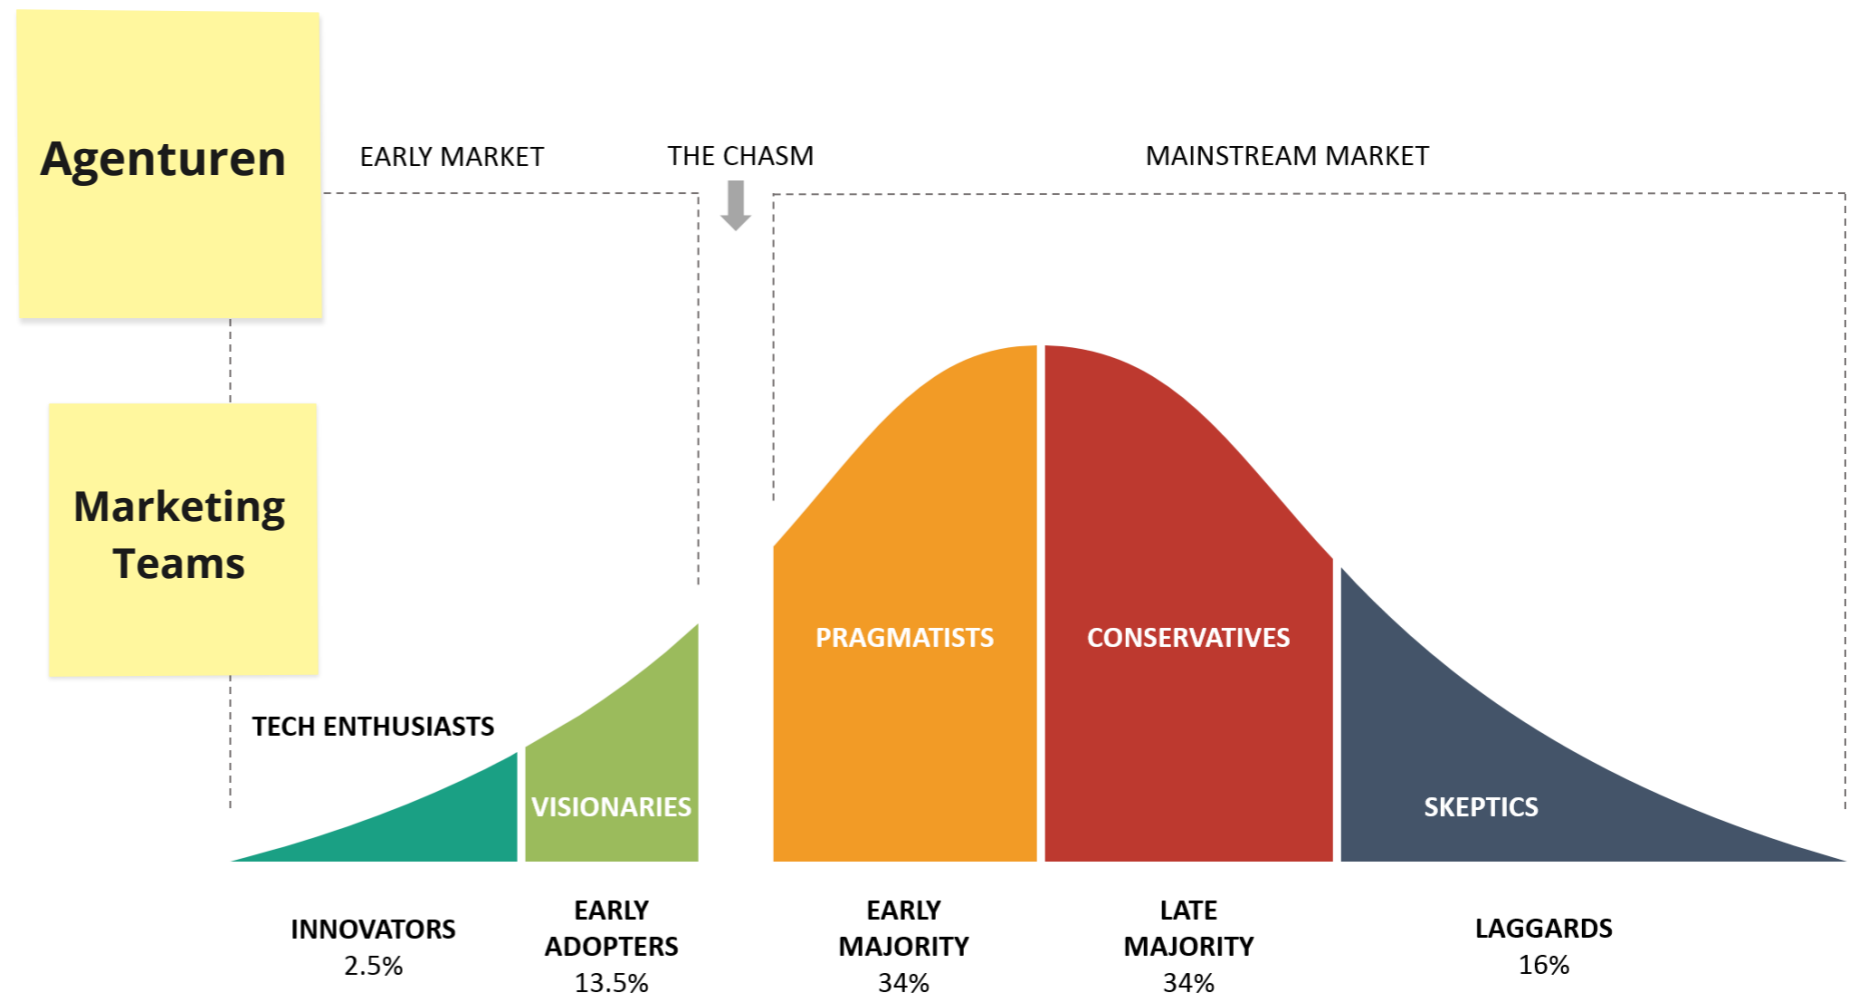 Agenturen
EARLY MARKET
THE CHASM
MAINSTREAM MARKET
Marketing
Teams
TECH ENTHUSIASTS
VISIONARIES
PRAGMATISTS
CONSERVATIVES
SKEPTICS
INNOVATORS
2.5%
EARLY
ADOPTERS
13.5%
EARLY
MAJORITY
34%
LATE
MAJORITY
34%
LAGGARDS
16%